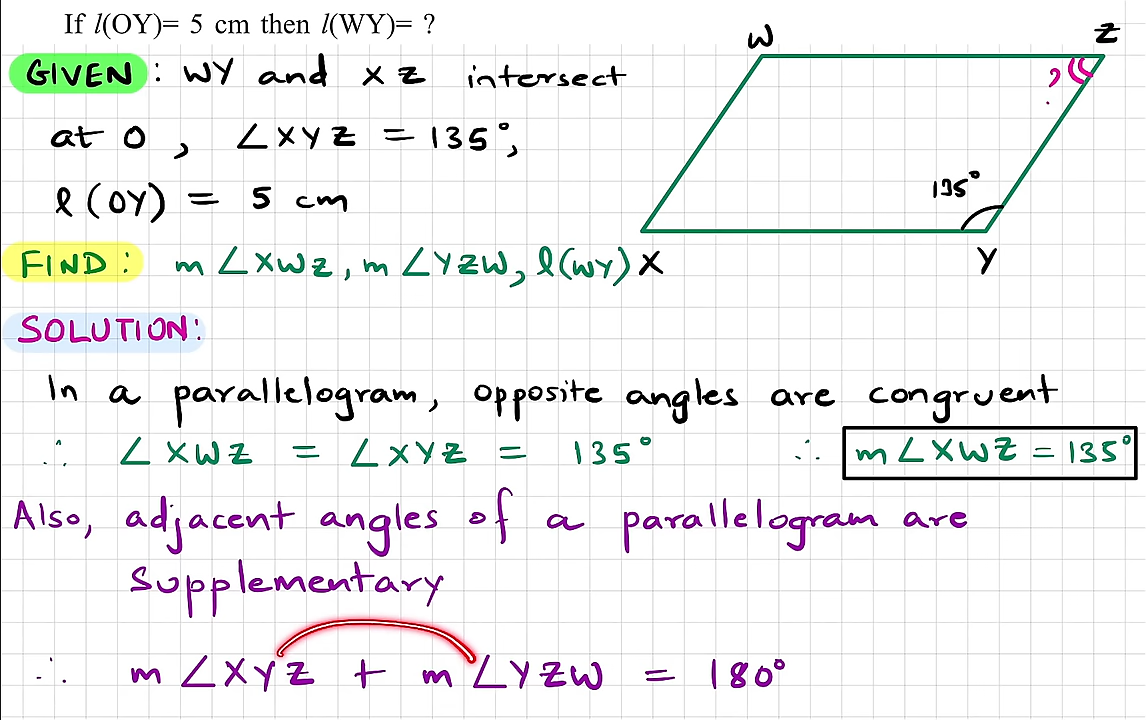 If l(OY)= 5 cm then l(WY)= ?
GIVEN : WY and XZ intersect
at O , ∠XYZ = 135°,
l(OY) = 5 cm
FIND : m∠XWZ, m∠YZW, l(WY)
W
Z
?
135°
X
Y
SOLUTION:
In a parallelogram, opposite angles are congruent
∴ ∠XWZ = ∠XYZ = 135° ∴ m∠XWZ = 135°
Also, adjacent angles of a parallelogram are
supplementary
∴ m∠XYZ + m∠YZW = 180°